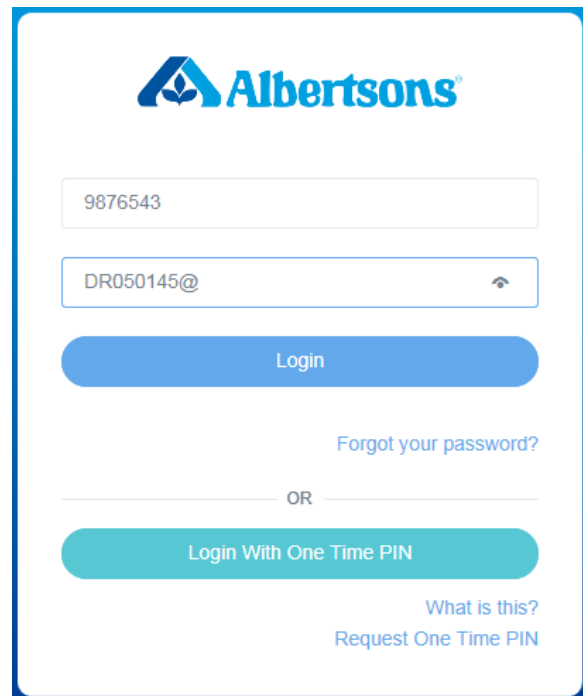 Albertsons®
9876543
DR050145@
Login
Forgot your password?
OR
Login With One Time PIN
What is this?
Request One Time PIN